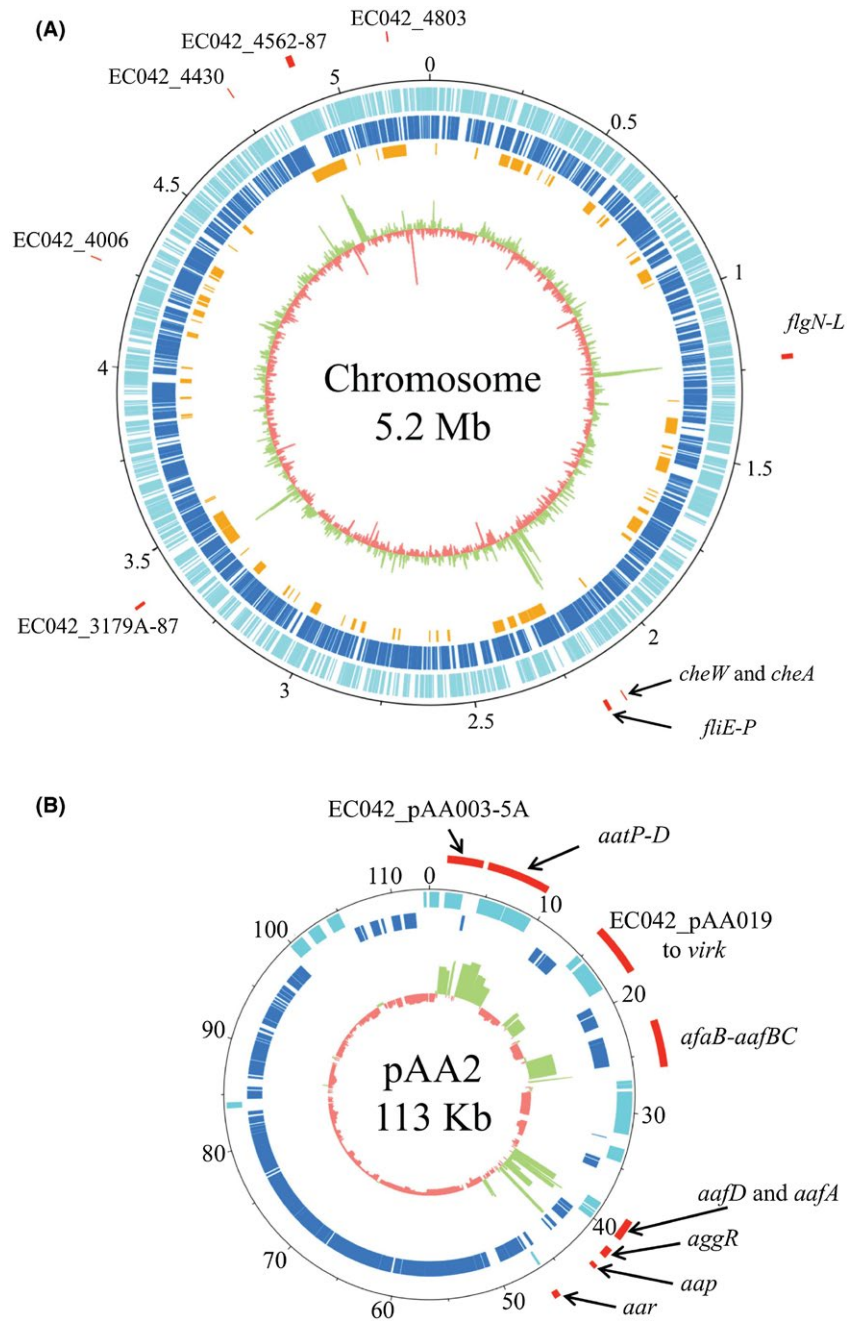 (A)
EC042_4803
EC042_4562-87
EC042_4430
0
5
0.5
4.5
EC042_4006
1
flgN-L
Chromosome
5.2 Mb
4
1.5
3.5
EC042_3179A-87
2
3
2.5
cheW and cheA
fliE-P
(B)
EC042_pAA003-5A
aatP-D
110
0
10
EC042_pAA019
to virk
100
20
afaB-aafBC
90
pAA2
113 Kb
30
80
aafD and aafA
40
aggR
70
aap
50
60
aar